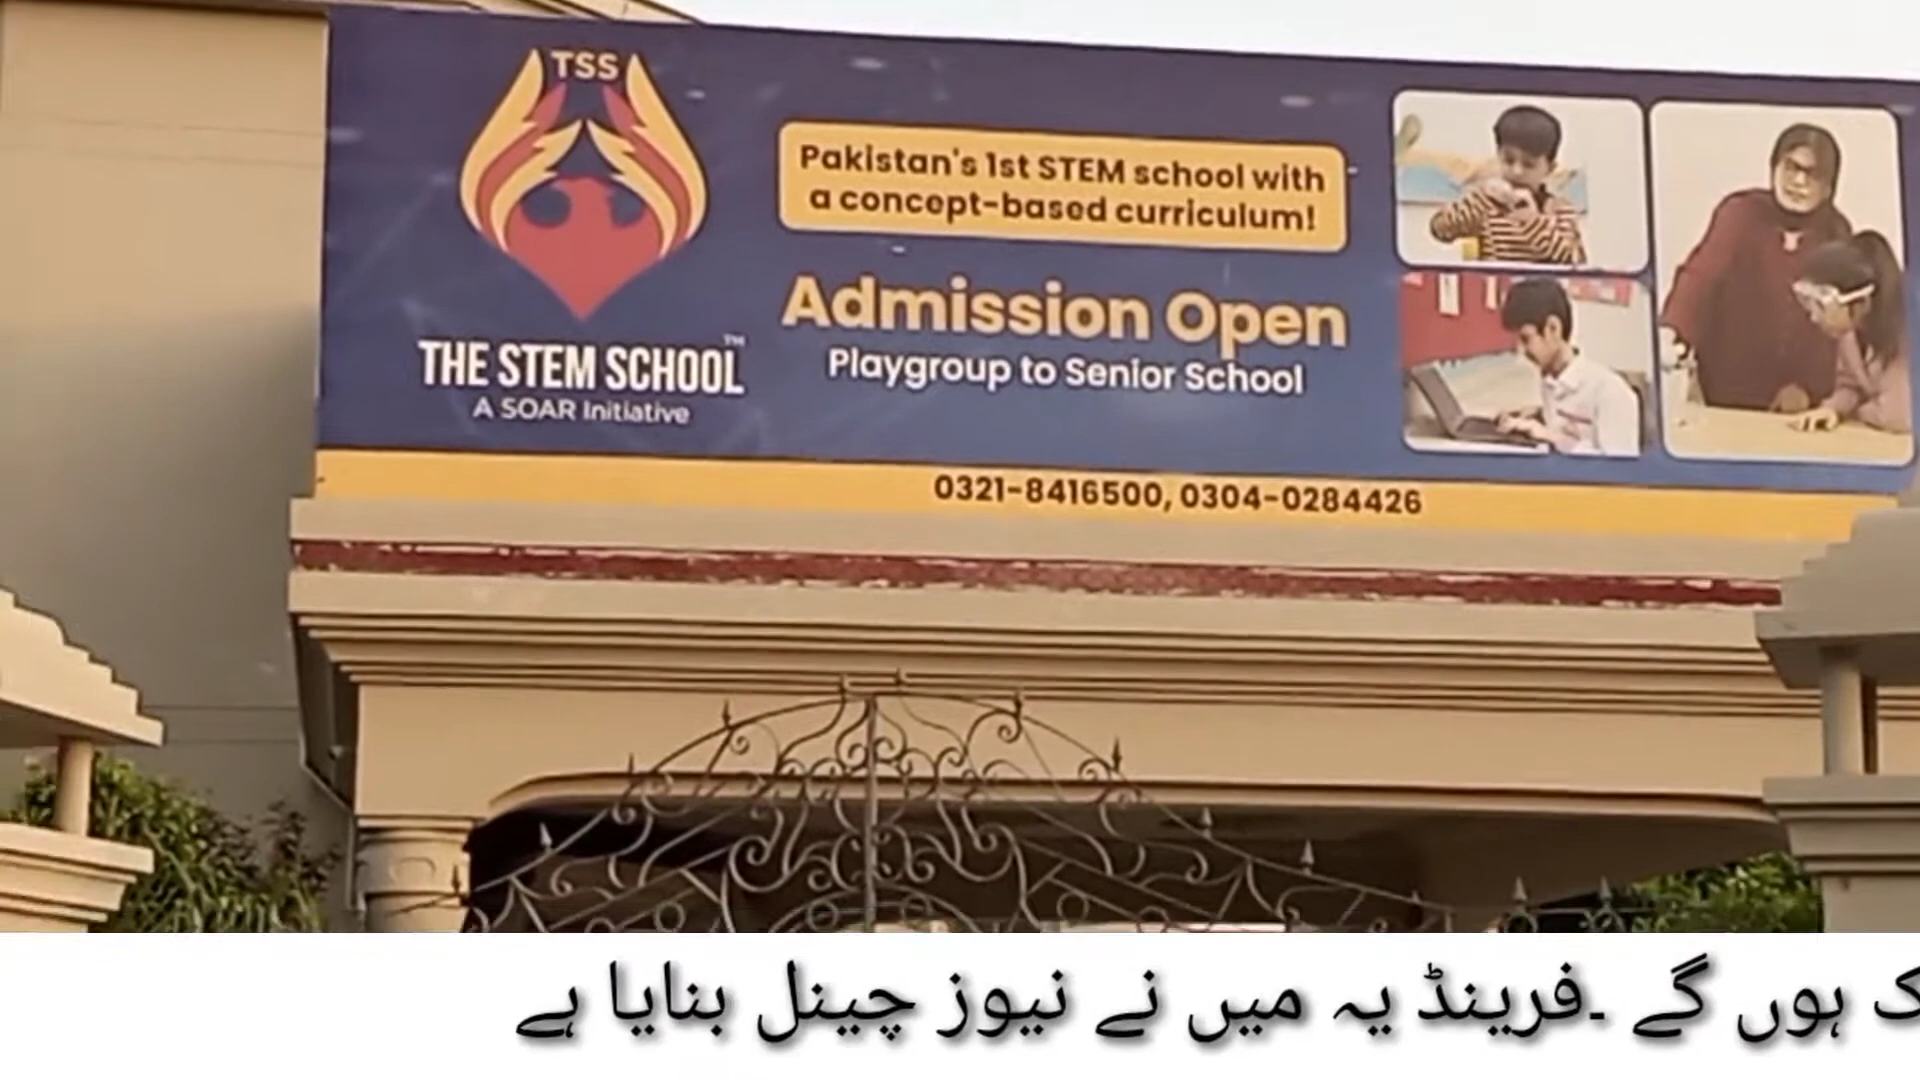 TSS
THE STEM SCHOOL™
A SOAR Initiative
Pakistan's 1st STEM school with
a concept-based curriculum!
Admission Open
Playgroup to Senior School
0321-8416500, 0304-0284426
ہوں گے ۔فرینڈ یہ میں نے نیوز چینل بنایا ہے